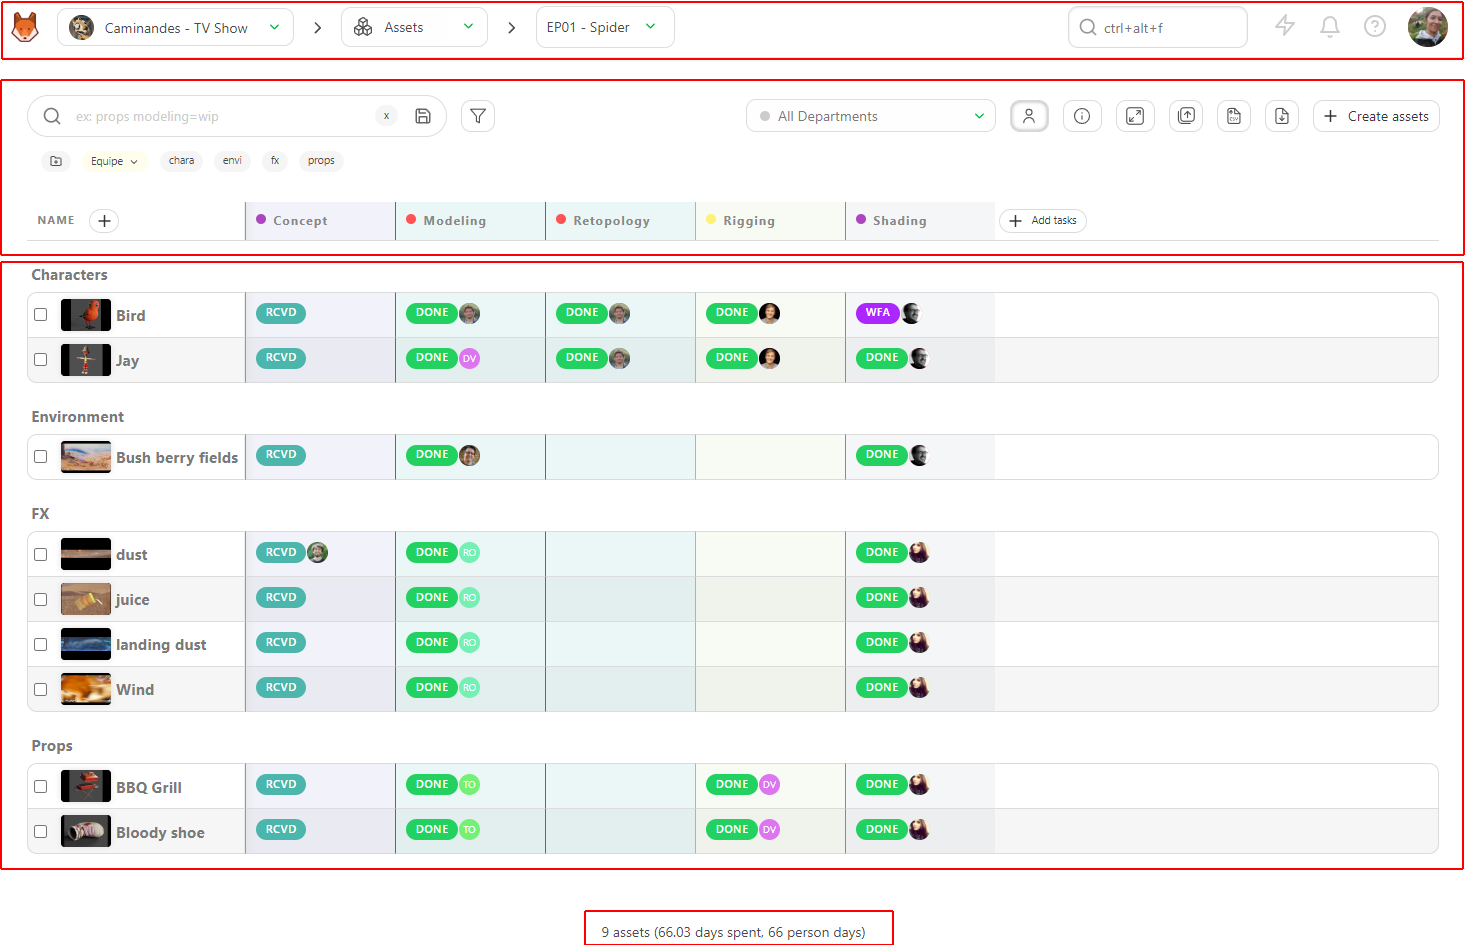 Caminandes - TV Show > Assets > EP01 - Spider ctrl+alt+f
ex: props modeling=wip x All Departments CSV + Create assets
Equipe chara envi fx props
NAME + Concept Modeling Retopology Rigging Shading + Add tasks
Characters
Bird RCVD DONE DONE DONE WFA
Jay RCVD DONE DV DONE DONE DONE
Environment
Bush berry fields RCVD DONE DONE
FX
dust RCVD DONE RO DONE
juice RCVD DONE RO DONE
landing dust RCVD DONE RO DONE
Wind RCVD DONE RO DONE
Props
BBQ Grill RCVD DONE TO DONE DV DONE
Bloody shoe RCVD DONE TO DONE DV DONE
9 assets (66.03 days spent, 66 person days)